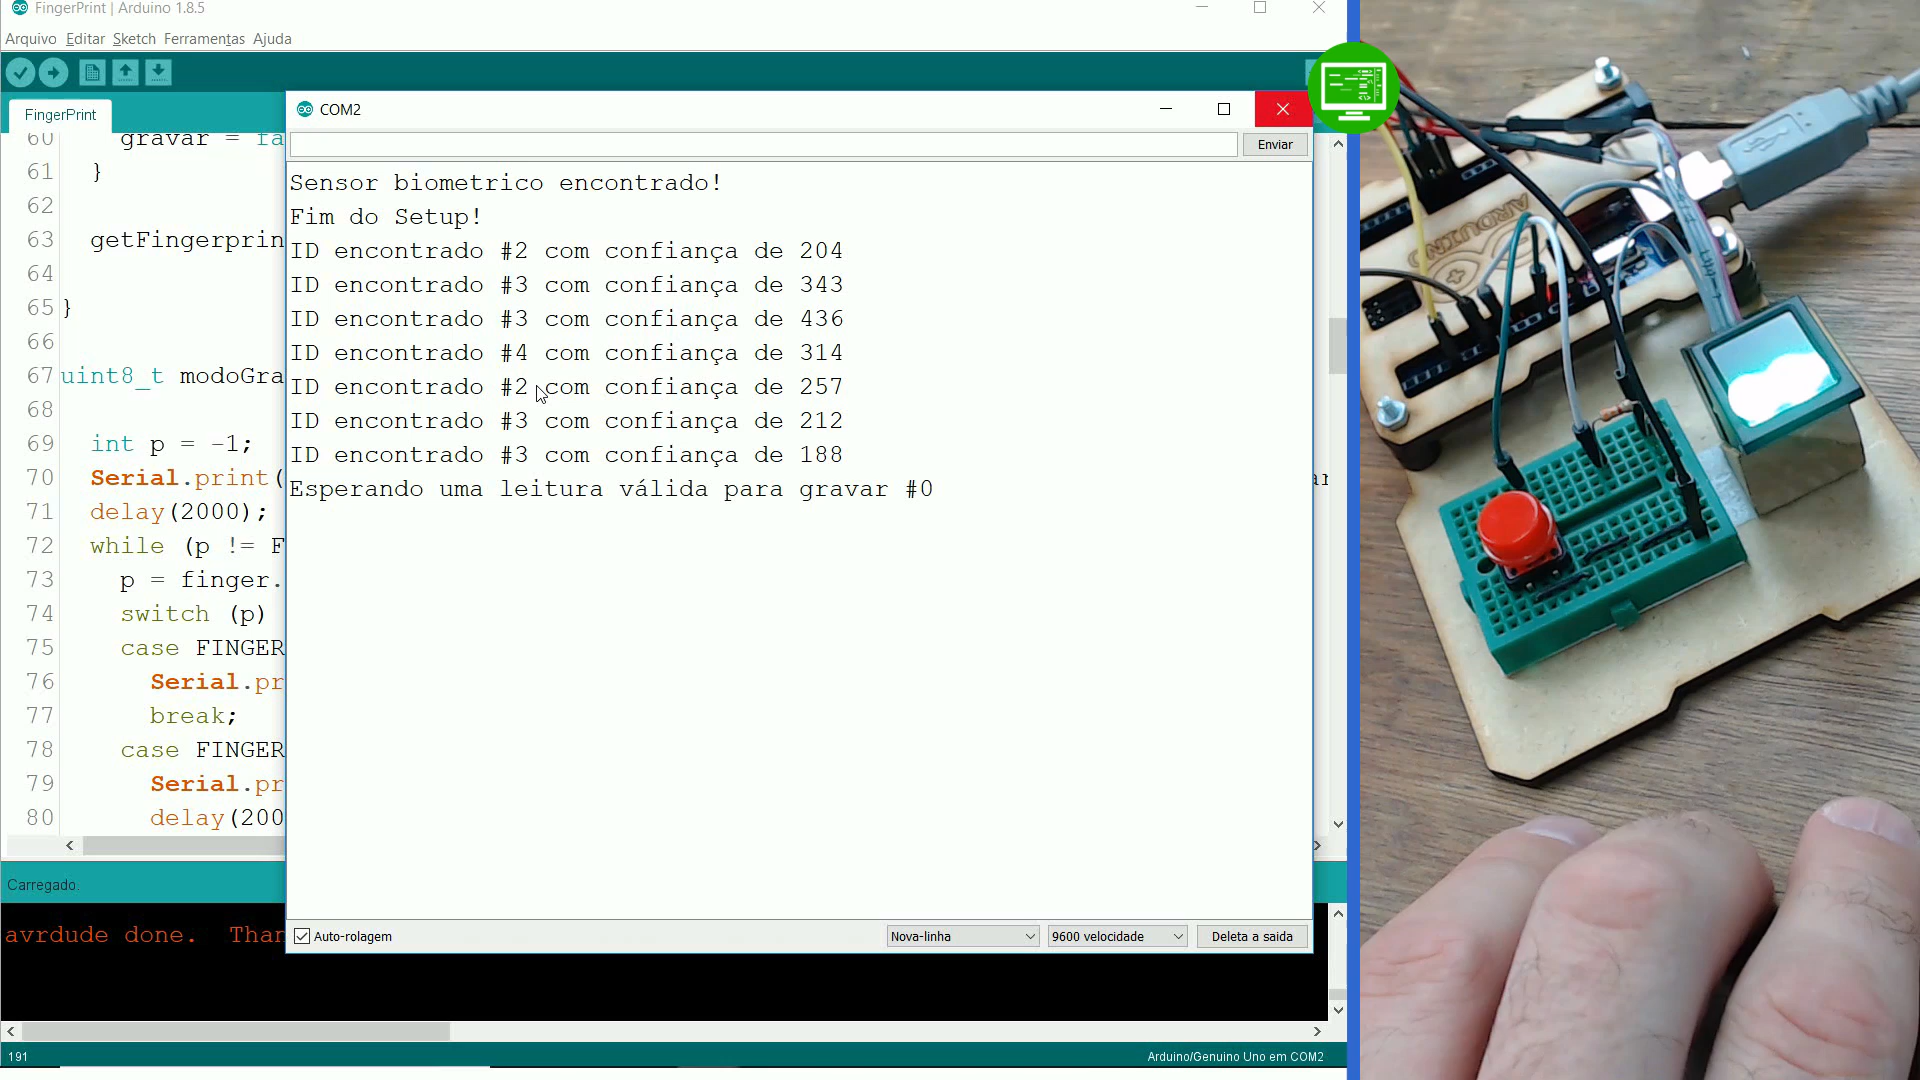 FingerPrint | Arduino 1.8.5
Arquivo Editar Sketch Ferramentas Ajuda
FingerPrint
60 gravar = fa
61 }
62
63 getFingerprin
64
65 }
66
67 uint8_t modoGra
68
69 int p = -1;
70 Serial.print(
71 delay(2000);
72 while (p != F
73 p = finger.
74 switch (p)
75 case FINGER
76 Serial.pr
77 break;
78 case FINGER
79 Serial.pr
80 delay(200
COM2
Enviar
Sensor biometrico encontrado!
Fim do Setup!
ID encontrado #2 com confiança de 204
ID encontrado #3 com confiança de 343
ID encontrado #3 com confiança de 436
ID encontrado #4 com confiança de 314
ID encontrado #2 com confiança de 257
ID encontrado #3 com confiança de 212
ID encontrado #3 com confiança de 188
Esperando uma leitura válida para gravar #0
Auto-rolagem
Nova-linha
9600 velocidade
Deleta a saida
Carregado.
avrdude done. Than
191
Arduino/Genuino Uno em COM2
ARDUINO